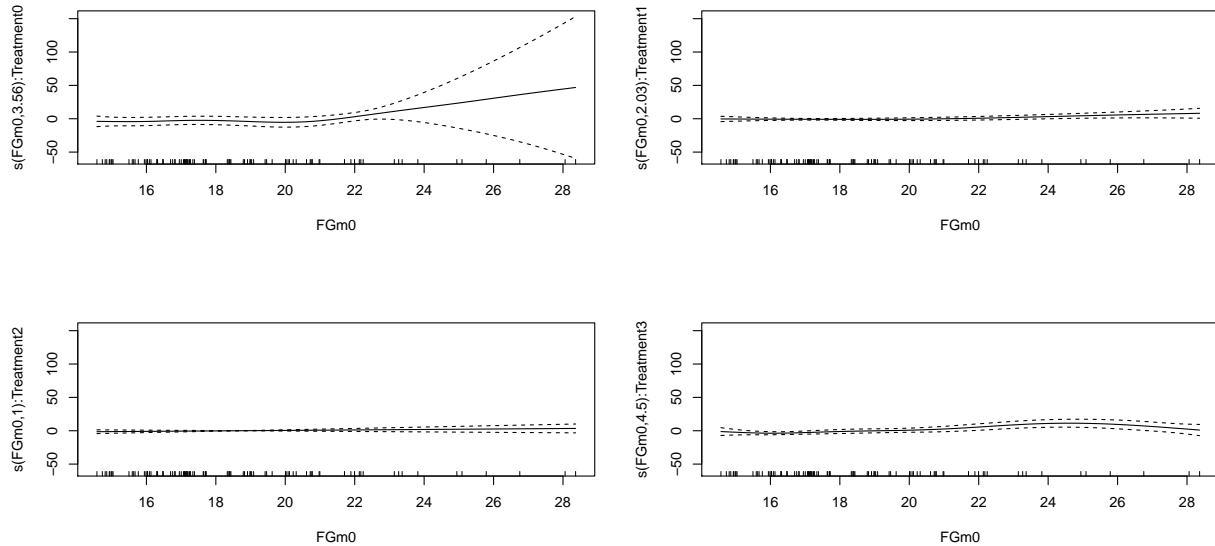 s(FGm0,3.56):Treatment0
−50 0 50 100
16 18 20 22 24 26 28
FGm0
s(FGm0,2.03):Treatment1
−50 0 50 100
16 18 20 22 24 26 28
FGm0
s(FGm0,1):Treatment2
−50 0 50 100
16 18 20 22 24 26 28
FGm0
s(FGm0,4.5):Treatment3
−50 0 50 100
16 18 20 22 24 26 28
FGm0